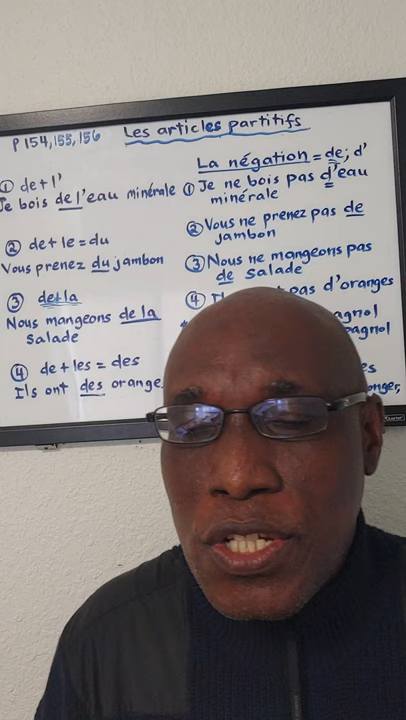 P 154,155,156
Les articles partitifs
① de + l'
Je bois de l'eau minérale
② de + le = du
Vous prenez du jambon
③ de+la
Nous mangeons de la
salade
④ de + les = des
Ils ont des orange
La négation = de; d'
① Je ne bois pas d'eau
minérale
② Vous ne prenez pas de
jambon
③ Nous ne mangeons pas
de salade
④ pas d'oranges